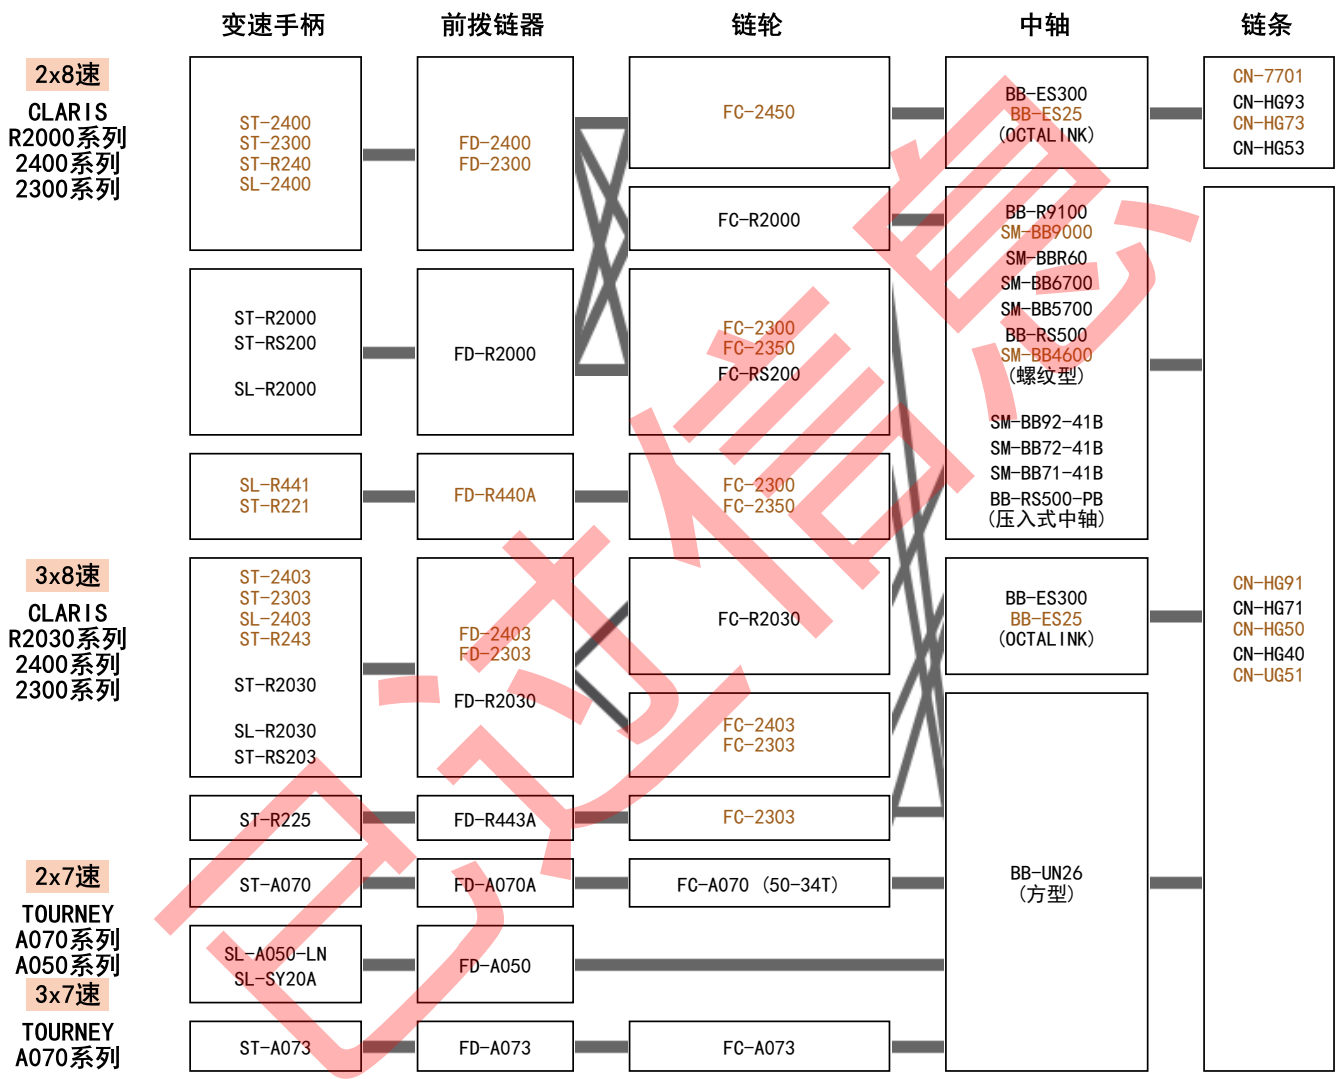 变速手柄
前拨链器
链轮
中轴
链条
2x8速
CLARIS
R2000系列
2400系列
2300系列
ST-2400
ST-2300
ST-R240
SL-2400
FD-2400
FD-2300
FC-2450
BB-ES300
BB-ES25
(OCTALINK)
CN-7701
CN-HG93
CN-HG73
CN-HG53
FC-R2000
BB-R9100
SM-BB9000
SM-BBR60
SM-BB6700
SM-BB5700
BB-RS500
SM-BB4600
(螺纹型)
SM-BB92-41B
SM-BB72-41B
SM-BB71-41B
BB-RS500-PB
(压入式中轴)
ST-R2000
ST-RS200
SL-R2000
FD-R2000
FC-2300
FC-2350
FC-RS200
SL-R441
ST-R221
FD-R440A
FC-2300
FC-2350
3x8速
CLARIS
R2030系列
2400系列
2300系列
ST-2403
ST-2303
SL-2403
ST-R243
ST-R2030
SL-R2030
ST-RS203
FD-2403
FD-2303
FD-R2030
FC-R2030
BB-ES300
BB-ES25
(OCTALINK)
CN-HG91
CN-HG71
CN-HG50
CN-HG40
CN-UG51
FC-2403
FC-2303
ST-R225
FD-R443A
FC-2303
2x7速
TOURNEY
A070系列
A050系列
ST-A070
FD-A070A
FC-A070 (50-34T)
BB-UN26
(方型)
SL-A050-LN
SL-SY20A
FD-A050
3x7速
TOURNEY
A070系列
ST-A073
FD-A073
FC-A073
已过信息